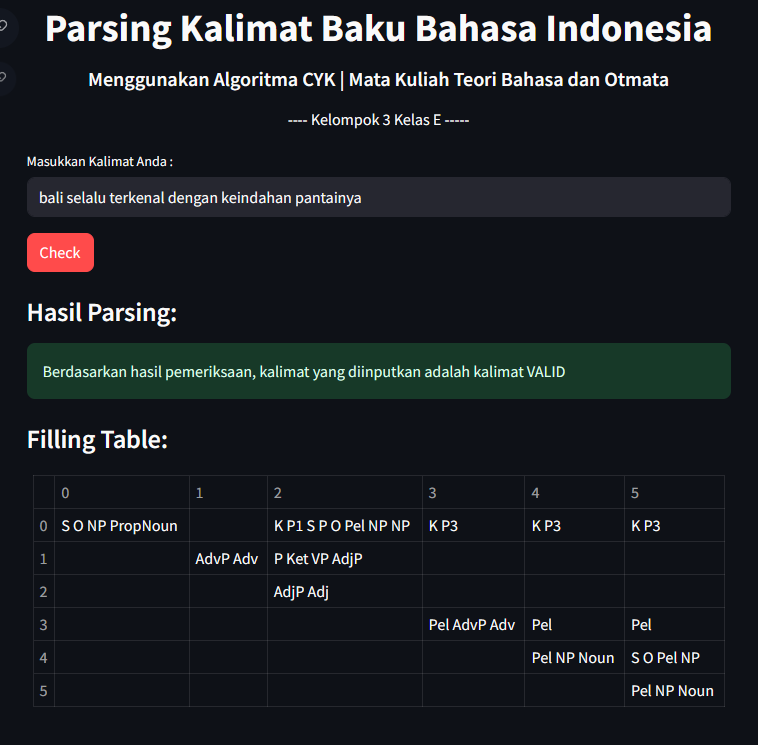 Parsing Kalimat Baku Bahasa Indonesia
Menggunakan Algoritma CYK | Mata Kuliah Teori Bahasa dan Otmata
---- Kelompok 3 Kelas E -----
Masukkan Kalimat Anda :
bali selalu terkenal dengan keindahan pantainya
Check
Hasil Parsing:
Berdasarkan hasil pemeriksaan, kalimat yang diinputkan adalah kalimat VALID
Filling Table:
0 1 2 3 4 5
0 S O NP PropNoun K P1 S P O Pel NP NP K P3 K P3 K P3
1 AdvP Adv P Ket VP AdjP
2 AdjP Adj
3 Pel AdvP Adv Pel Pel
4 Pel NP Noun S O Pel NP
5 Pel NP Noun